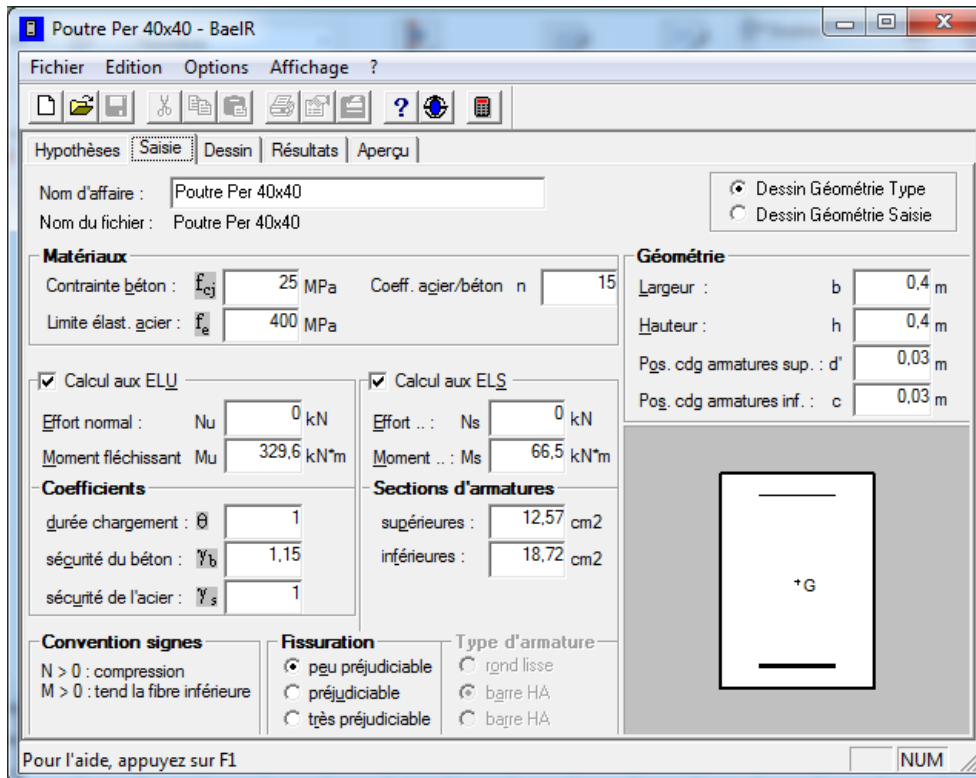 Poutre Per 40x40 - BaelR
Fichier Edition Options Affichage ?
Hypothèses Saisie Dessin Résultats Aperçu
Nom d'affaire : Poutre Per 40x40
Nom du fichier : Poutre Per 40x40
Dessin Géométrie Type
Dessin Géométrie Saisie
Matériaux
Contrainte béton : fcj 25 MPa Coeff. acier/béton n 15
Limite élast. acier : fe 400 MPa
Géométrie
Largeur : b 0,4 m
Hauteur : h 0,4 m
Pos. cdg armatures sup. : d' 0,03 m
Pos. cdg armatures inf. : c 0,03 m
Calcul aux ELU
Effort normal : Nu 0 kN
Moment fléchissant Mu 329,6 kN*m
Calcul aux ELS
Effort .. : Ns 0 kN
Moment .. : Ms 66,5 kN*m
Coefficients
durée chargement : θ 1
sécurité du béton : γb 1,15
sécurité de l'acier : γs 1
Sections d'armatures
supérieures : 12,57 cm2
inférieures : 18,72 cm2
G
Convention signes
N > 0 : compression
M > 0 : tend la fibre inférieure
Fissuration
peu préjudiciable
préjudiciable
très préjudiciable
Type d'armature
rond lisse
barre HA
barre HA
Pour l'aide, appuyez sur F1
NUM